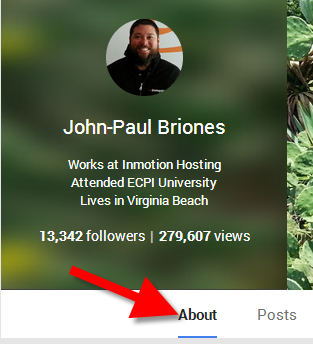 John-Paul Briones
Works at Inmotion Hosting
Attended ECPI University
Lives in Virginia Beach
13,342 followers | 279,607 views
About Posts